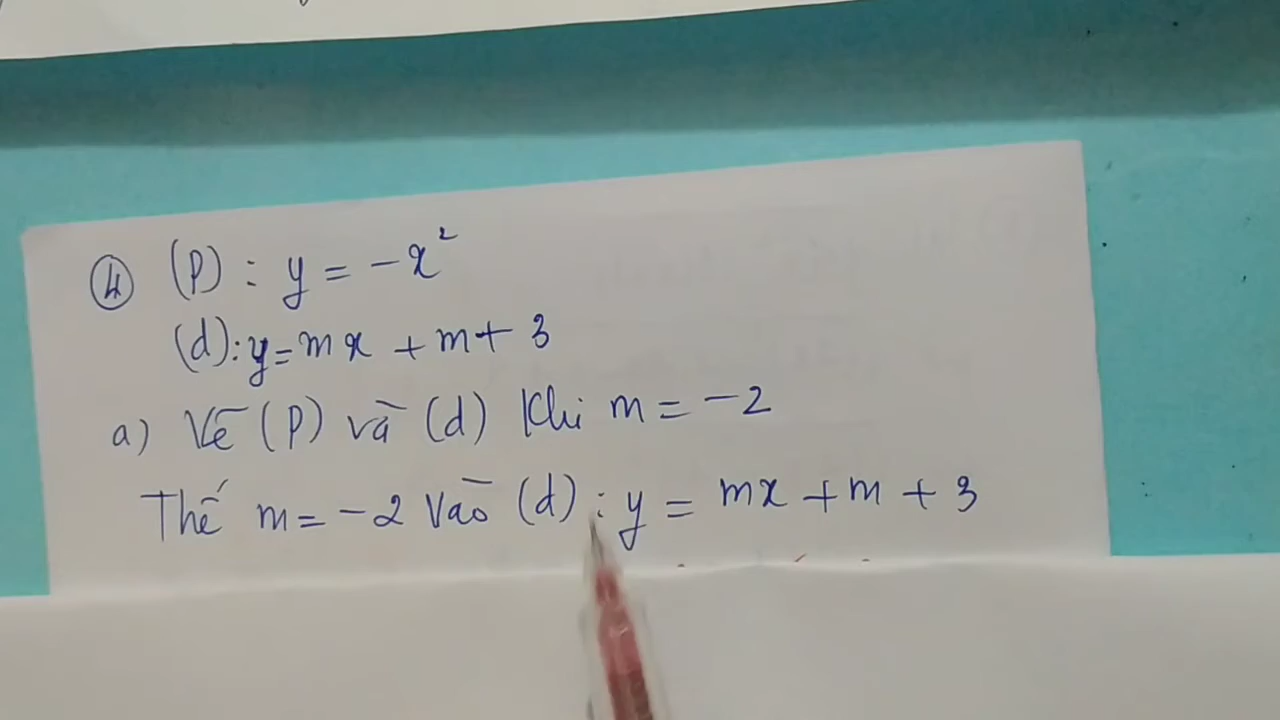 ④ (P) : y = -x²
(d): y = mx + m + 3
a) Vẽ (P) và (d) Khi m = -2
Thế m = -2 vào (d) : y = mx + m + 3